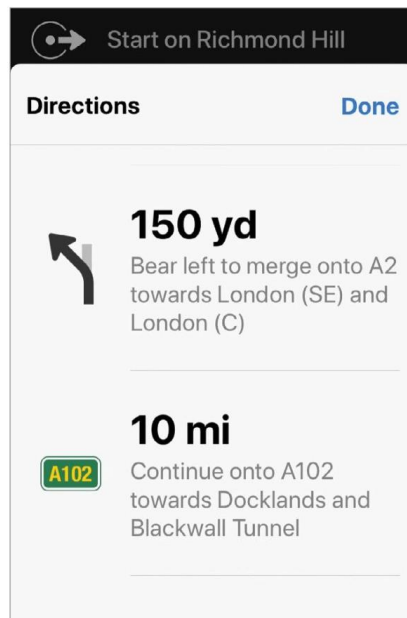 Start on Richmond Hill
Directions
Done
150 yd
Bear left to merge onto A2
towards London (SE) and
London (C)
10 mi
A102
Continue onto A102
towards Docklands and
Blackwall Tunnel